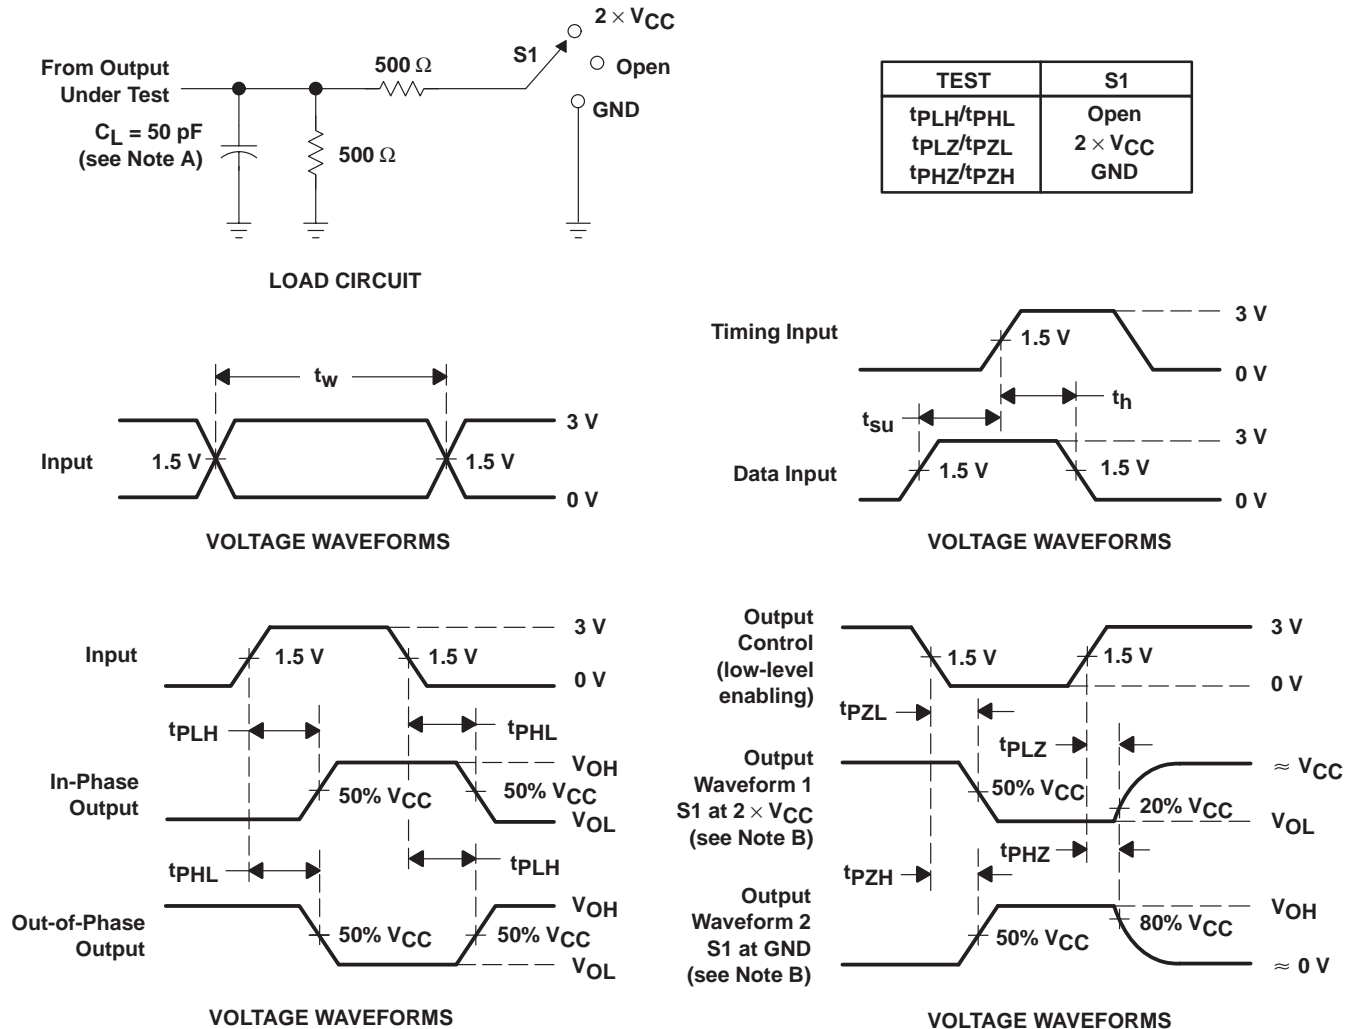 2 × VCC
S1
Open
GND
From Output
Under Test
500 Ω
CL = 50 pF
(see Note A)
500 Ω
LOAD CIRCUIT
TEST S1
tPLH/tPHL Open
tPLZ/tPZL 2 × VCC
tPHZ/tPZH GND
tw
Input
1.5 V
1.5 V
3 V
0 V
VOLTAGE WAVEFORMS
Timing Input
1.5 V
3 V
0 V
th
tsu
Data Input
1.5 V
1.5 V
3 V
0 V
VOLTAGE WAVEFORMS
Input
1.5 V
1.5 V
3 V
0 V
tPLH
tPHL
In-Phase
Output
50% VCC
50% VCC
VOH
VOL
tPHL
tPLH
Out-of-Phase
Output
50% VCC
50% VCC
VOH
VOL
VOLTAGE WAVEFORMS
Output
Control
(low-level
enabling)
1.5 V
1.5 V
3 V
0 V
tPZL
tPLZ
Output
Waveform 1
S1 at 2 × VCC
(see Note B)
50% VCC
20% VCC
≈ VCC
VOL
tPZH
tPHZ
Output
Waveform 2
S1 at GND
(see Note B)
50% VCC
80% VCC
VOH
≈ 0 V
VOLTAGE WAVEFORMS